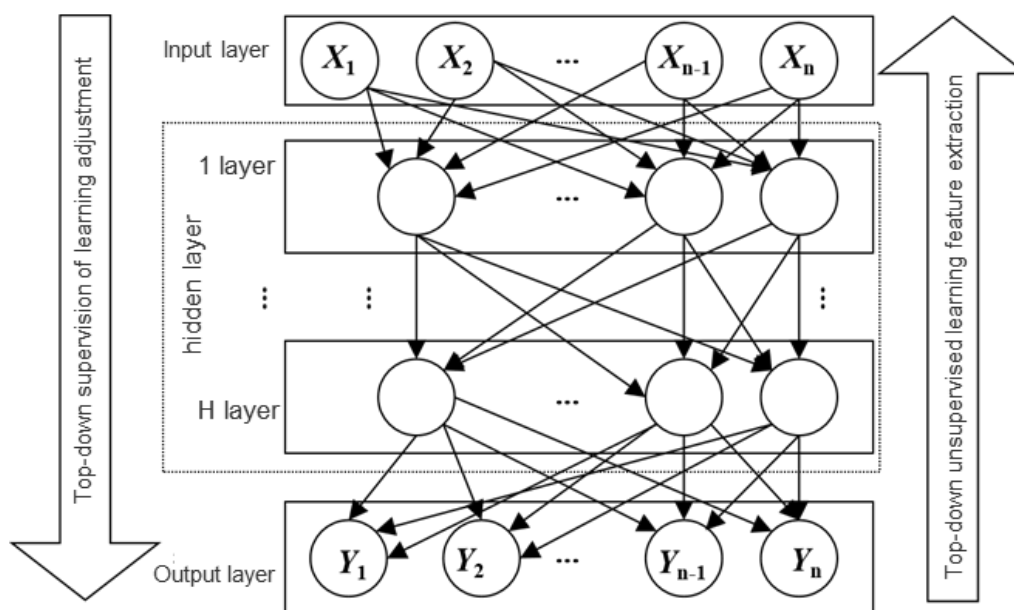 Top-down supervision of learning adjustment
Input layer
X1 X2 ... Xn-1 Xn
1 layer
...
hidden layer
... ... ...
H layer
...
Output layer
Y1 Y2 ... Yn-1 Yn
Top-down unsupervised learning feature extraction